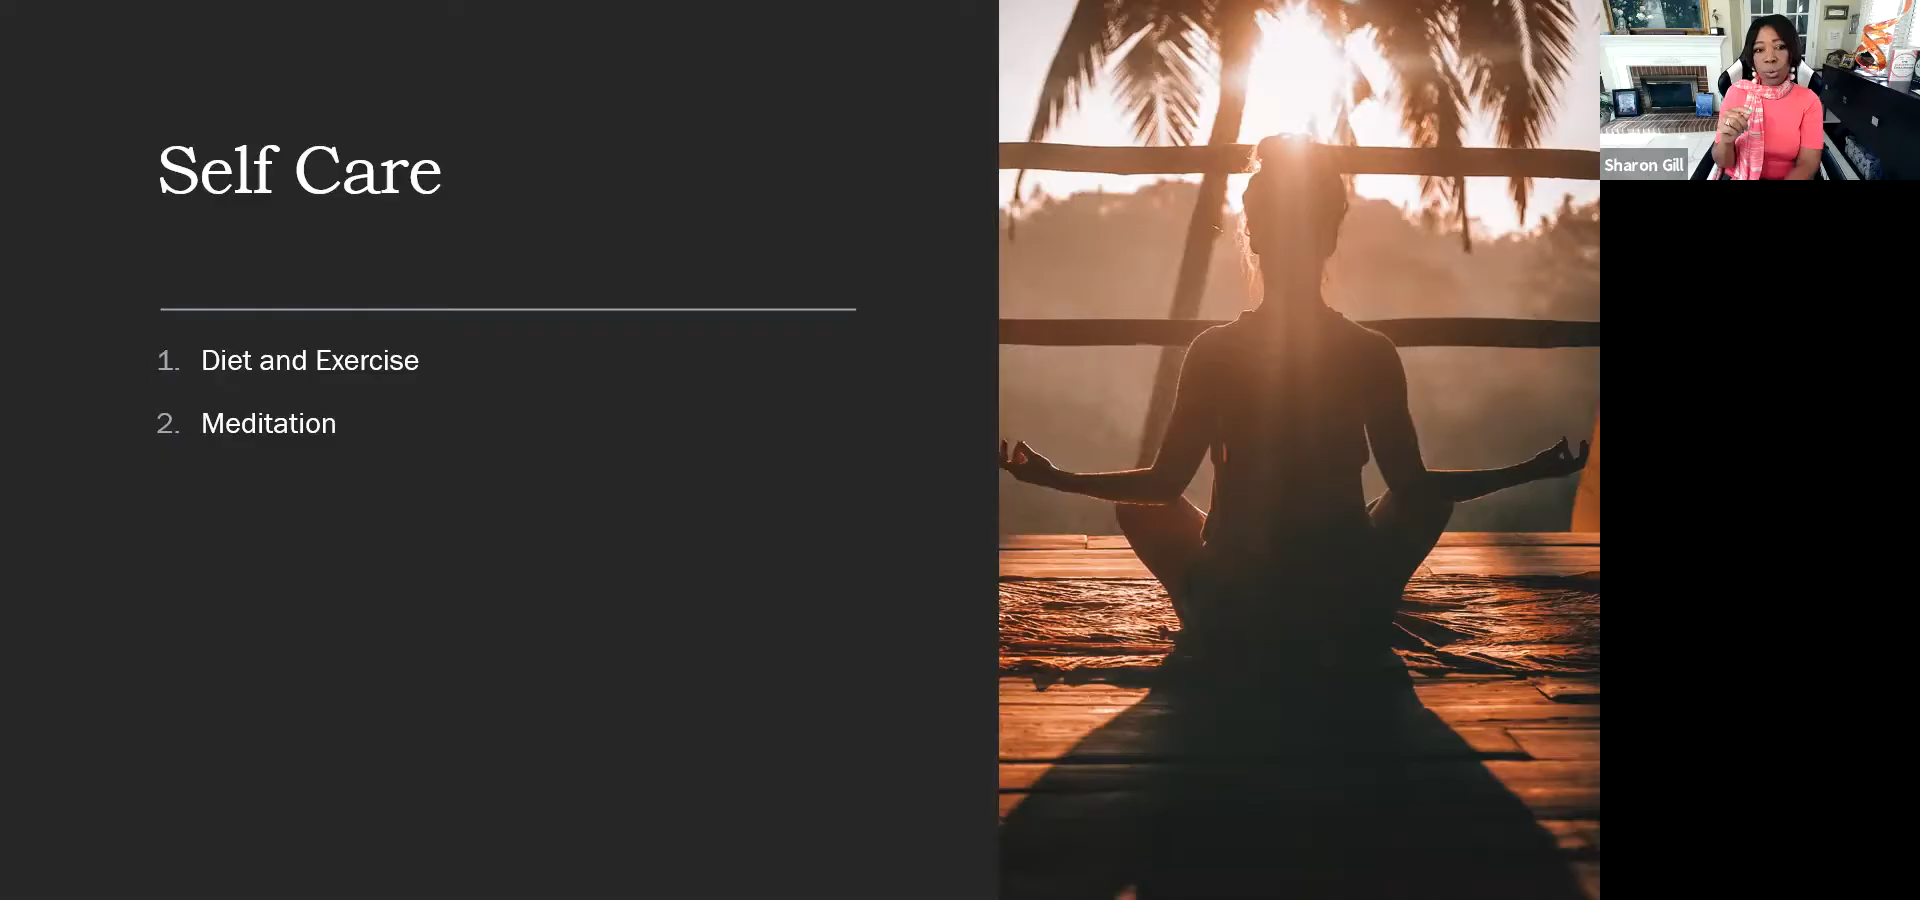 Self Care
1. Diet and Exercise
2. Meditation
Sharon Gill